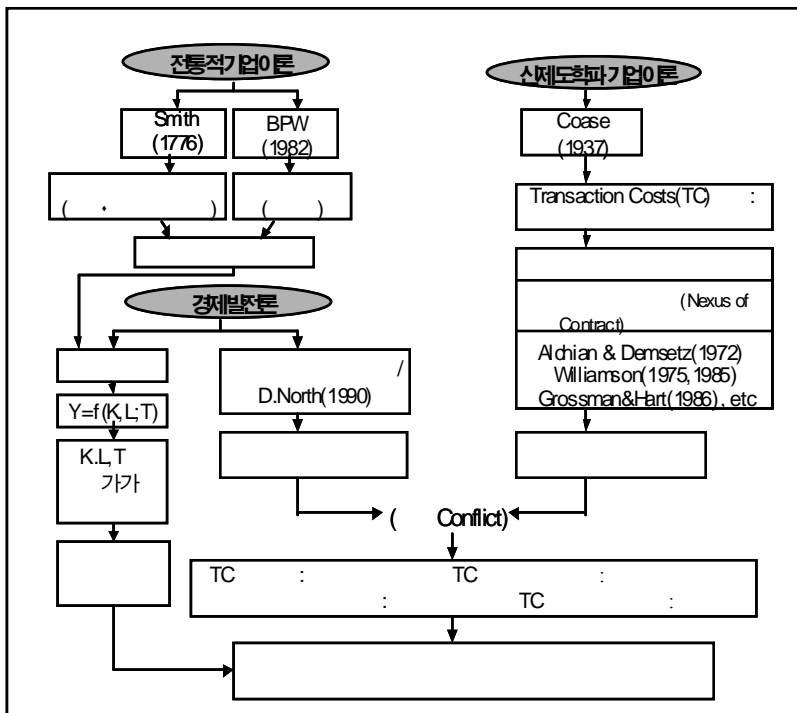 전통적기업이론
신제도학파 기업이론
Smith
(1776)
BPW
(1982)
Coase
(1937)
( · )
( )
Transaction Costs(TC) :
경제발전론
(Nexus of
Contract)
/
D.North(1990)
Alchian & Demsetz(1972)
Williamson(1975, 1985)
Grossman&Hart(1986), etc
Y=f(K,L;T)
K.L,T
가가
( Conflict)
TC : TC :
: TC :